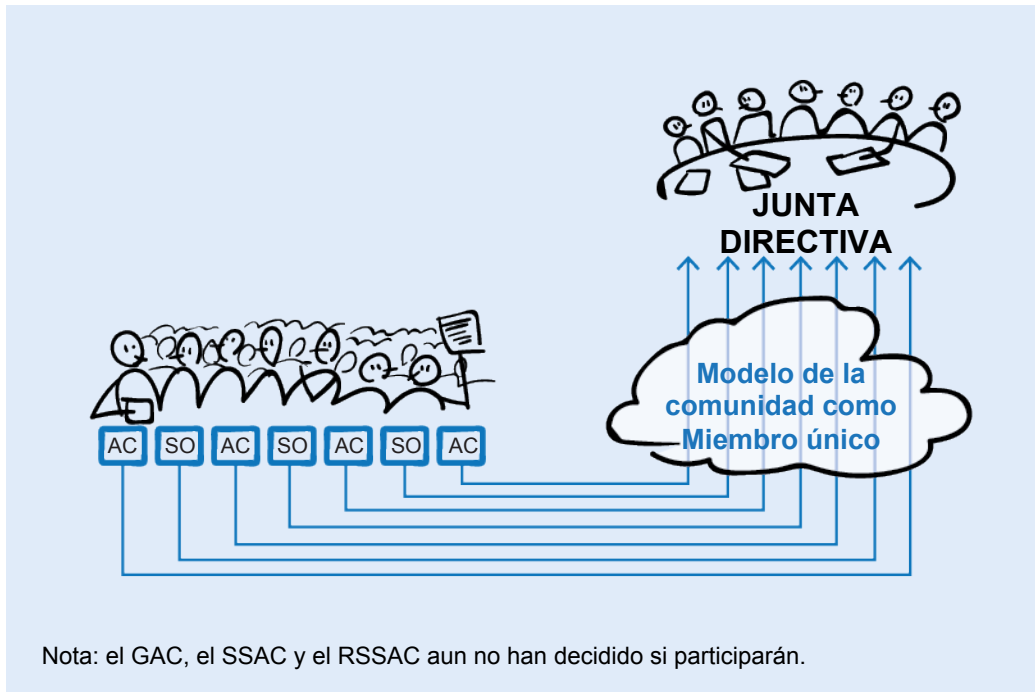 JUNTA
DIRECTIVA
Modelo de la
comunidad como
Miembro único
AC SO AC SO AC SO AC
Nota: el GAC, el SSAC y el RSSAC aun no han decidido si participarán.